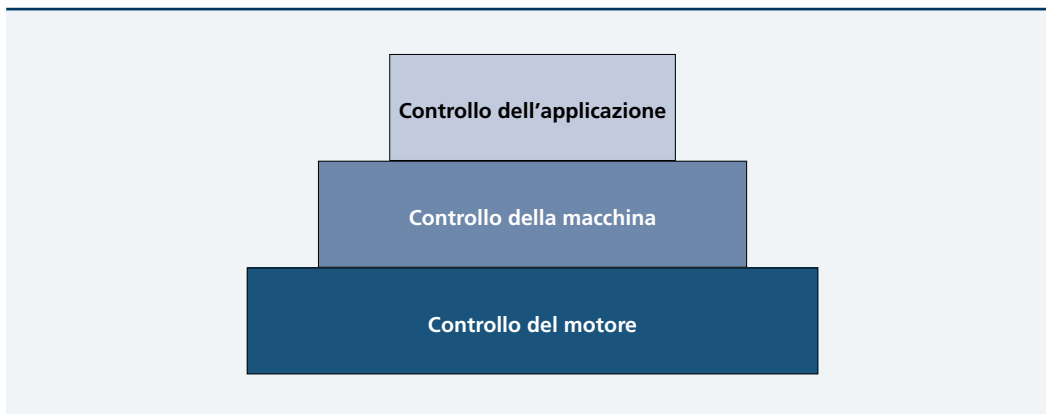 Controllo dell’applicazione
Controllo della macchina
Controllo del motore